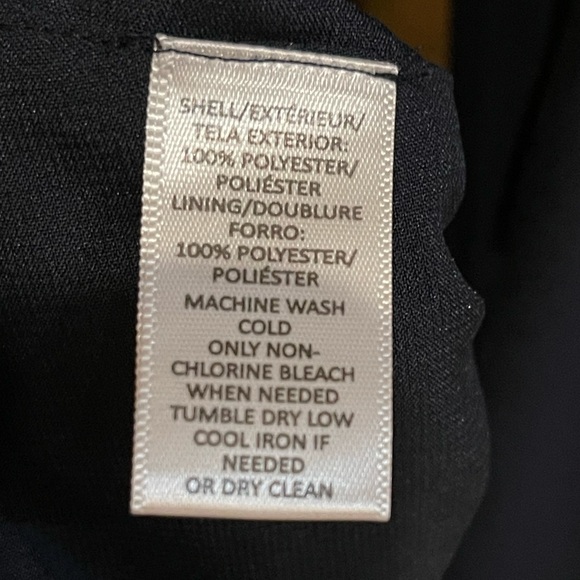 SHELL/EXTÉRIEUR/
TELA EXTERIOR:
100% POLYESTER/
POLIÉSTER
LINING/DOUBLURE
FORRO:
100% POLYESTER/
POLIÉSTER
MACHINE WASH
COLD
ONLY NON-
CHLORINE BLEACH
WHEN NEEDED
TUMBLE DRY LOW
COOL IRON IF
NEEDED
OR DRY CLEAN